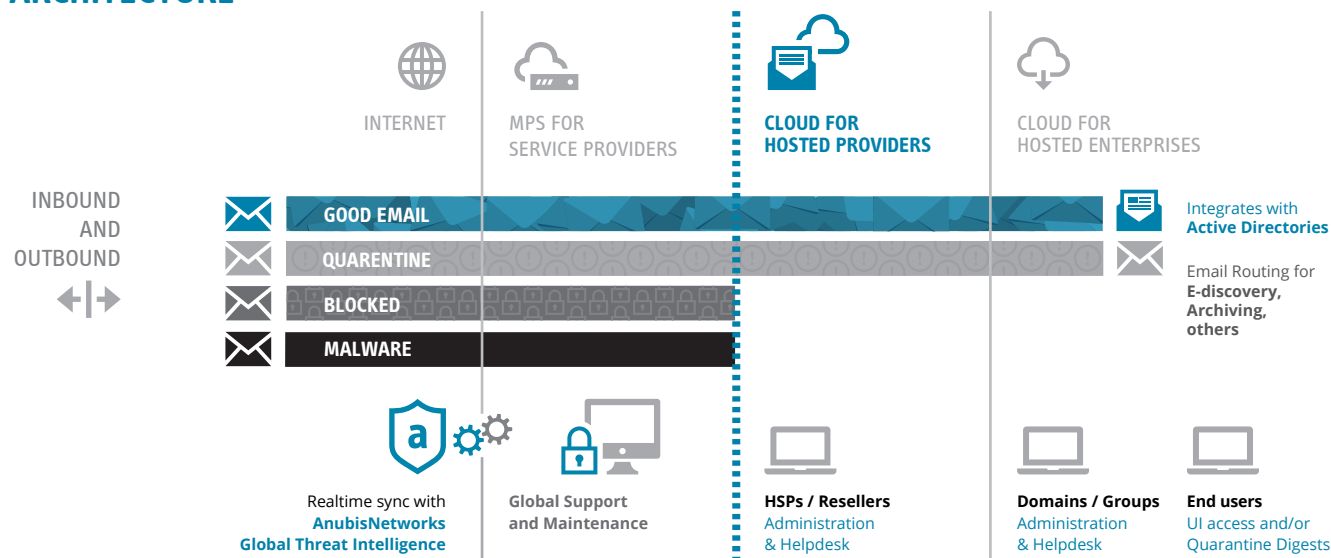 INTERNET
MPS FOR
SERVICE PROVIDERS
CLOUD FOR
HOSTED PROVIDERS
CLOUD FOR
HOSTED ENTERPRISES
INBOUND
AND
OUTBOUND
GOOD EMAIL
QUARENTINE
BLOCKED
MALWARE
Integrates with
Active Directories
Email Routing for
E-discovery,
Archiving,
others
a
Realtime sync with
AnubisNetworks
Global Threat Intelligence
Global Support
and Maintenance
HSPs / Resellers
Administration
& Helpdesk
Domains / Groups
Administration
& Helpdesk
End users
UI access and/or
Quarantine Digests